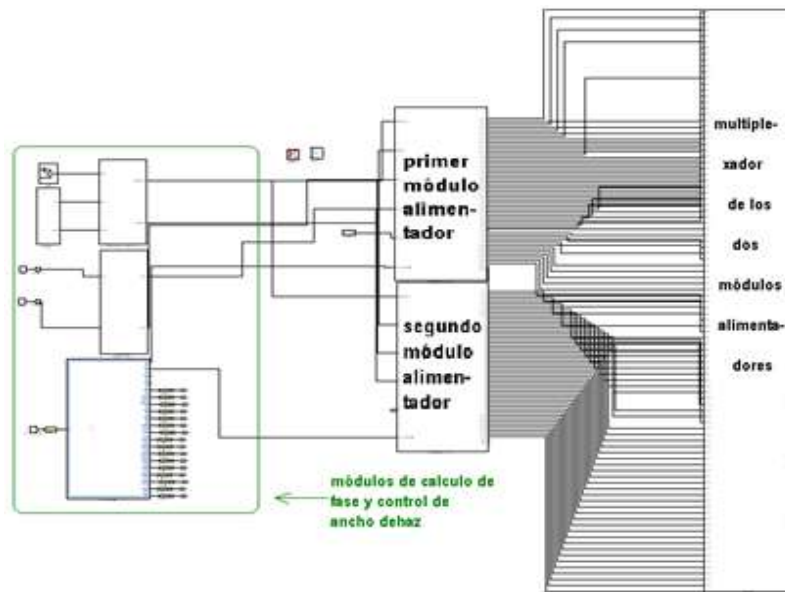 primer
módulo
alimen-
tador
segundo
módulo
alimen-
tador
multiple-
xador
de los
dos
módulos
alimenta-
dores
módulos de calculo de
fase y control de
ancho dehaz